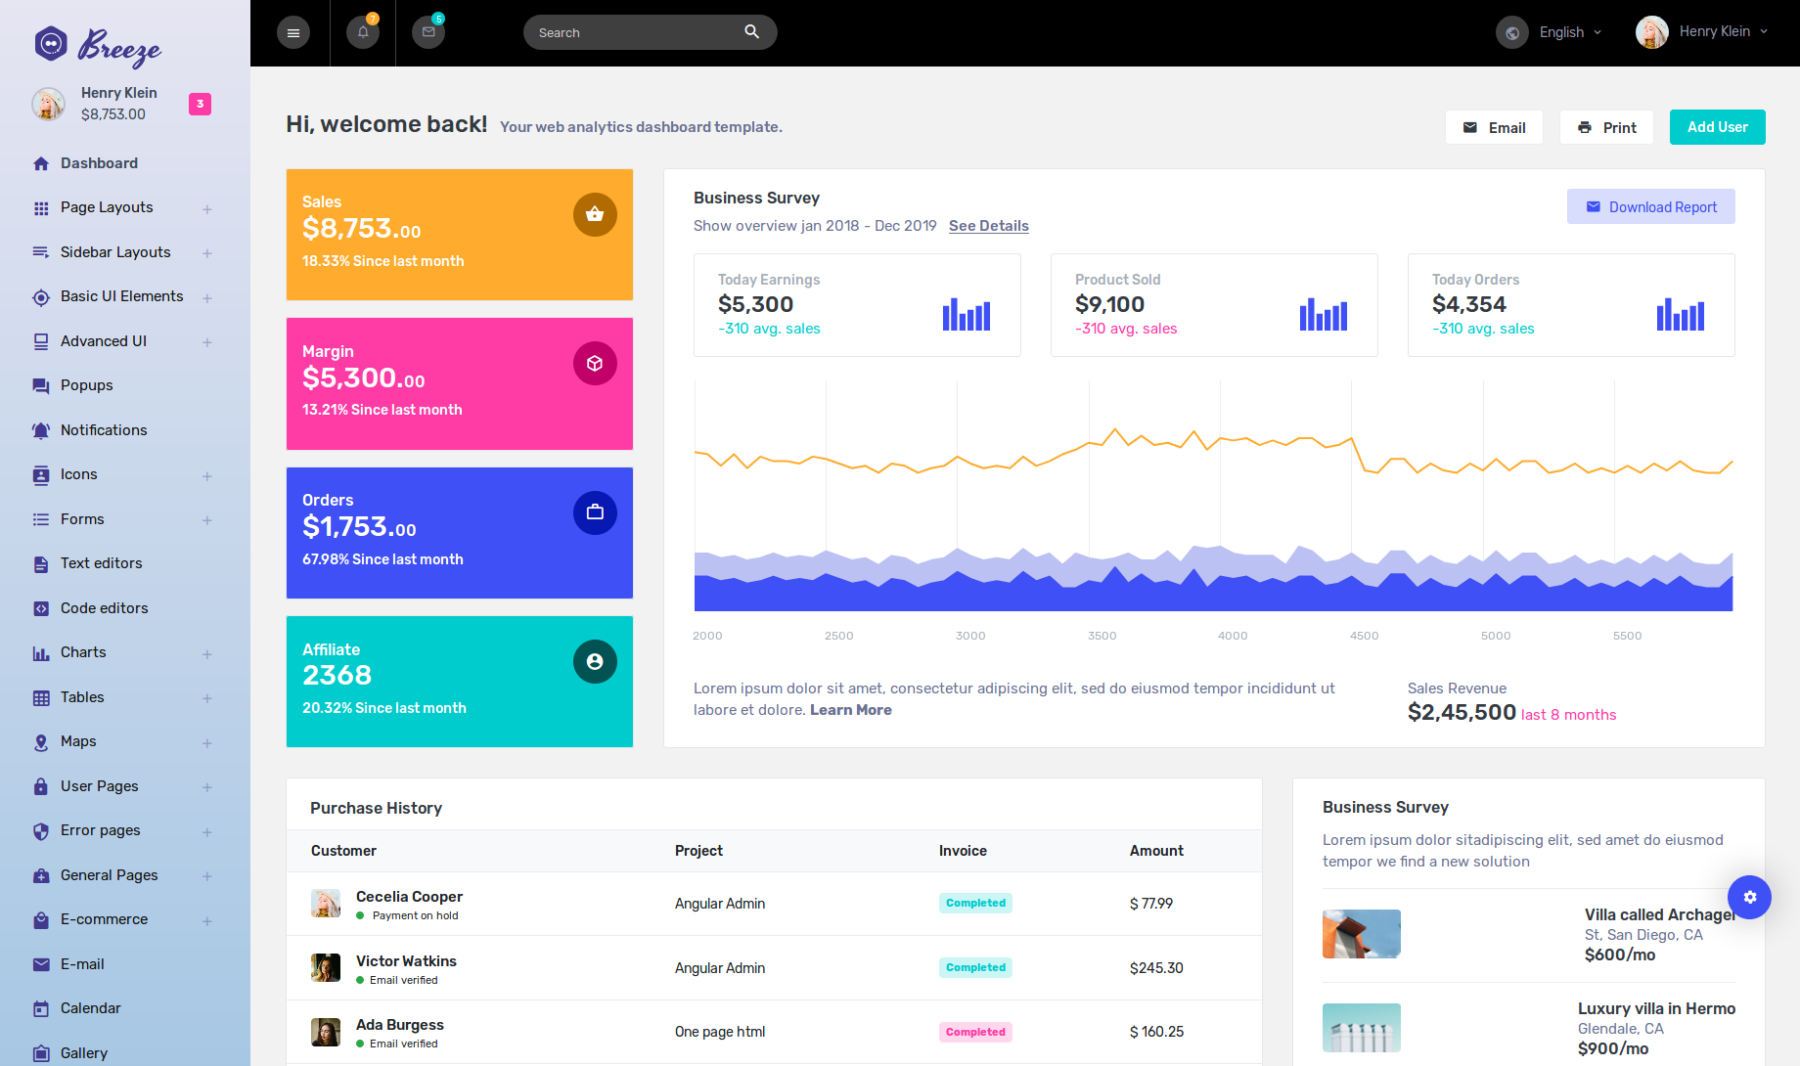 Breeze
Henry Klein
$8,753.00
3
Dashboard
Page Layouts
Sidebar Layouts
Basic UI Elements
Advanced UI
Popups
Notifications
Icons
Forms
Text editors
Code editors
Charts
Tables
Maps
User Pages
Error pages
General Pages
E-commerce
E-mail
Calendar
Gallery
7
5
Search
English
Henry Klein
Hi, welcome back! Your web analytics dashboard template.
Email
Print
Add User
Sales
$8,753.00
18.33% Since last month
Margin
$5,300.00
13.21% Since last month
Orders
$1,753.00
67.98% Since last month
Affiliate
2368
20.32% Since last month
Business Survey
Show overview jan 2018 - Dec 2019 See Details
Download Report
Today Earnings
$5,300
-310 avg. sales
Product Sold
$9,100
-310 avg. sales
Today Orders
$4,354
-310 avg. sales
2000 2500 3000 3500 4000 4500 5000 5500
Lorem ipsum dolor sit amet, consectetur adipiscing elit, sed do eiusmod tempor incididunt ut
labore et dolore. Learn More
Sales Revenue
$2,45,500 last 8 months
Purchase History
Customer Project Invoice Amount
Cecelia Cooper
Payment on hold
Angular Admin
Completed
$ 77.99
Victor Watkins
Email verified
Angular Admin
Completed
$245.30
Ada Burgess
Email verified
One page html
Completed
$ 160.25
Business Survey
Lorem ipsum dolor sitadipiscing elit, sed amet do eiusmod
tempor we find a new solution
Villa called Archagel
St, San Diego, CA
$600/mo
Luxury villa in Hermo
Glendale, CA
$900/mo